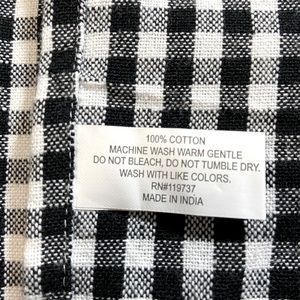 100% COTTON
MACHINE WASH WARM GENTLE
DO NOT BLEACH, DO NOT TUMBLE DRY.
WASH WITH LIKE COLORS.
RN#119737
MADE IN INDIA